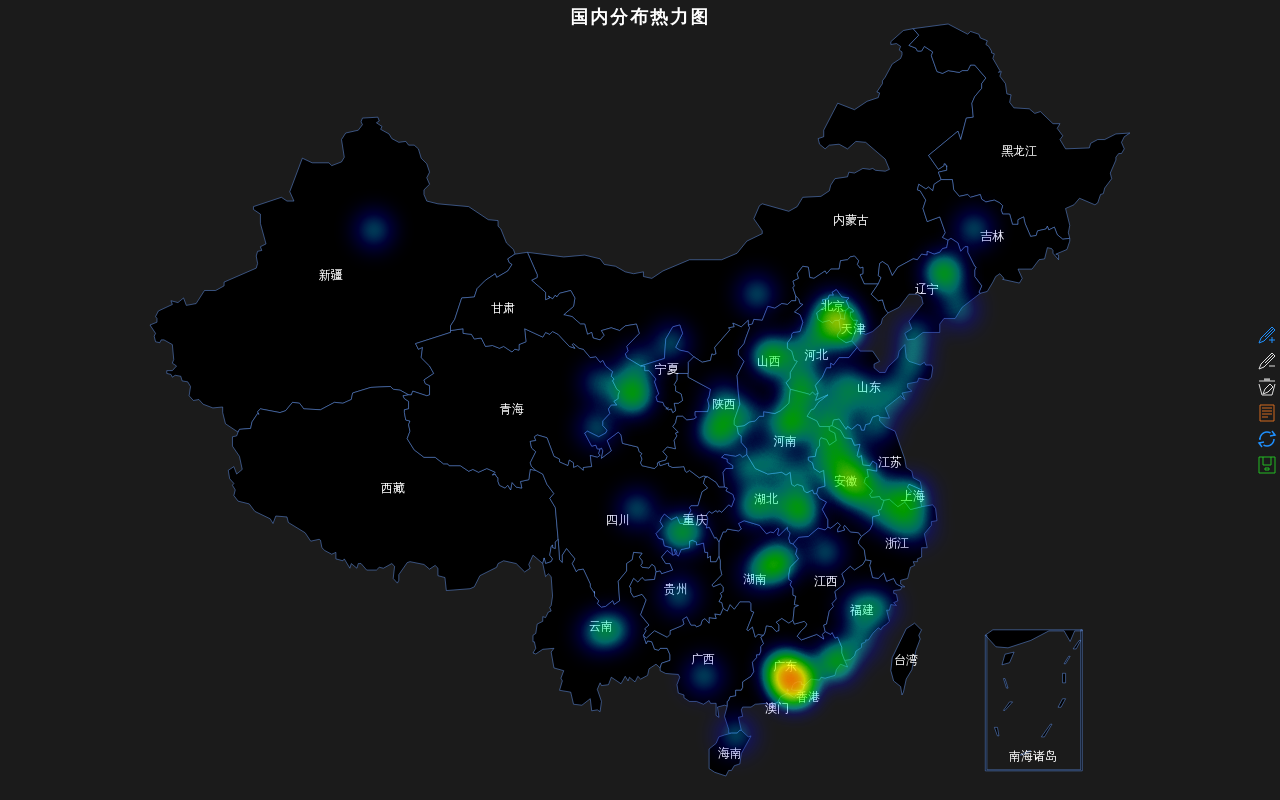 国内分布热力图
黑龙江
内蒙古
吉林
新疆
辽宁
甘肃
北京
天津
河北
山西
宁夏
山东
陕西
青海
河南
江苏
安徽
西藏
上海
湖北
四川
重庆
浙江
湖南
江西
贵州
福建
云南
广西
台湾
广东
香港
澳门
海南
南海诸岛